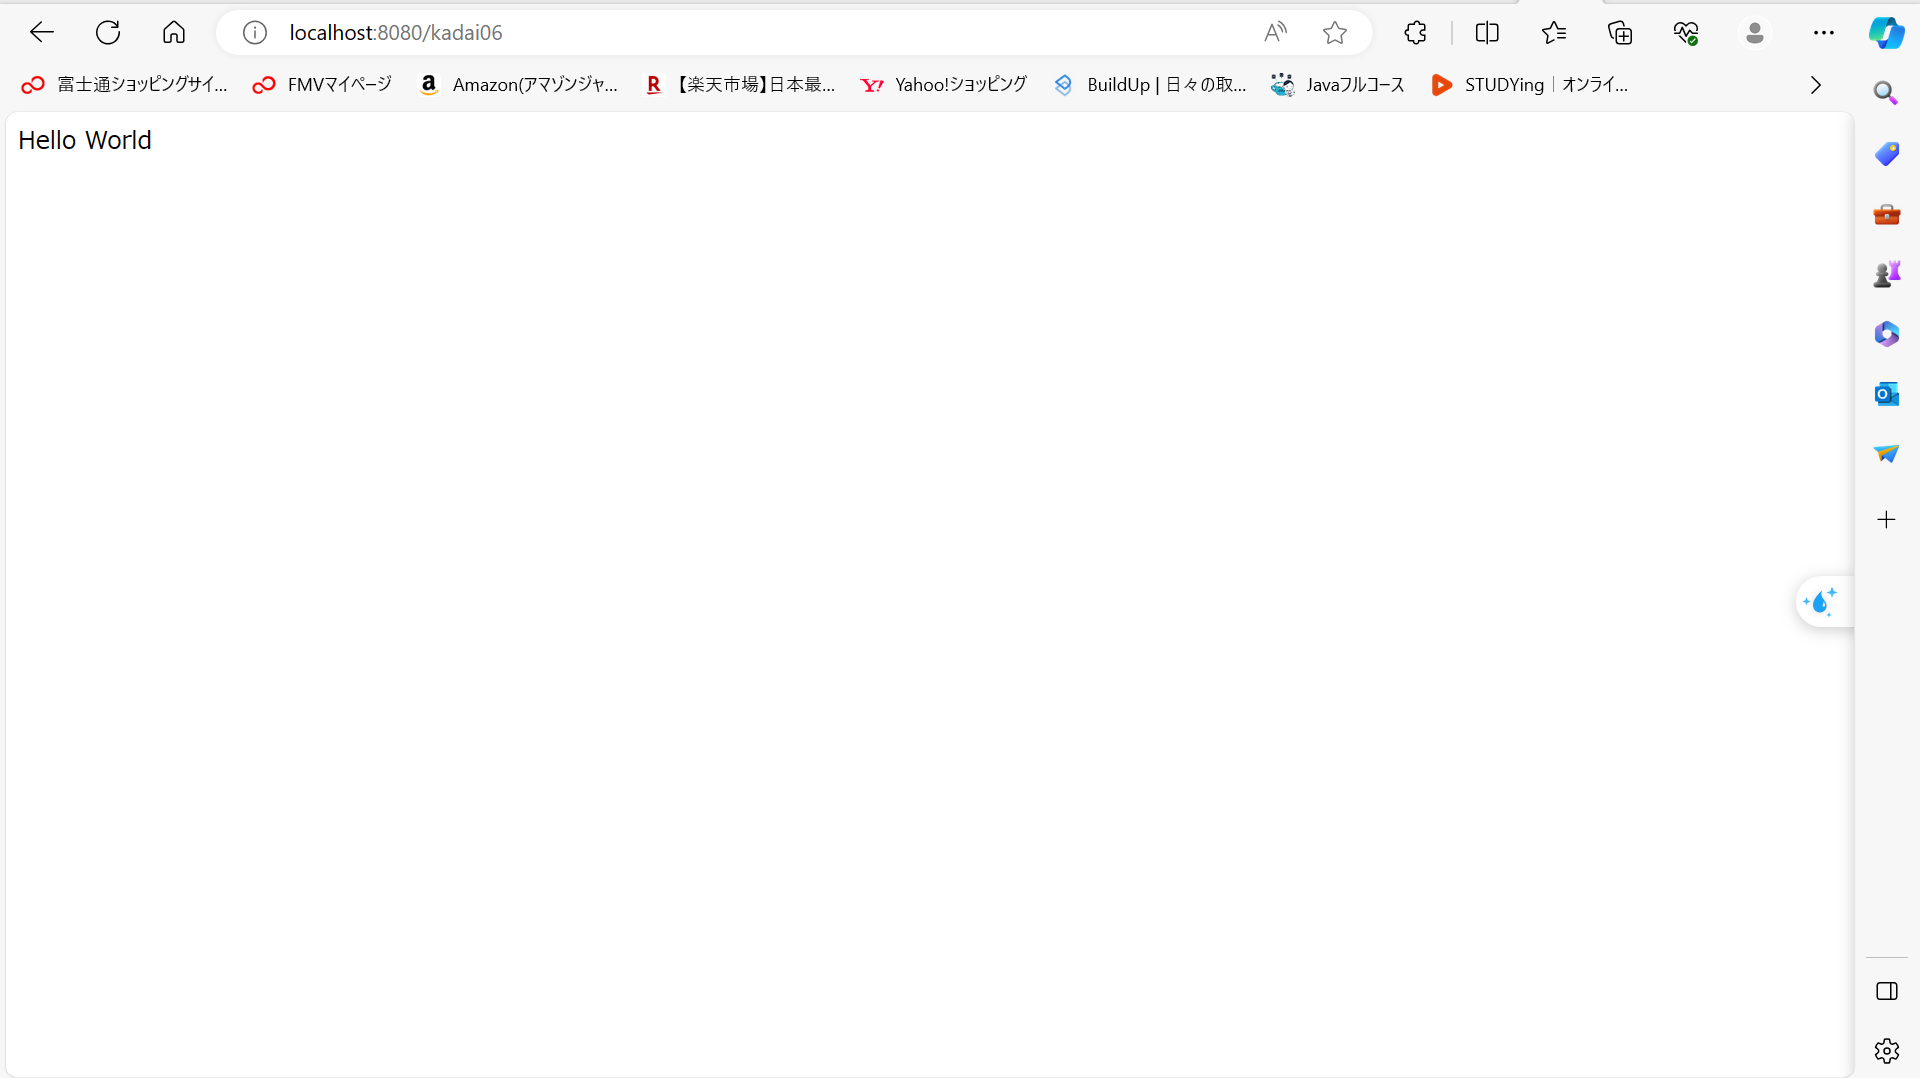 localhost:8080/kadai06
富士通ショッピングサイ... FMVマイページ Amazon(アマゾンジャ... 【楽天市場】日本最... Yahoo!ショッピング BuildUp | 日々の取... Javaフルコース STUDYing｜オンライ...
Hello World